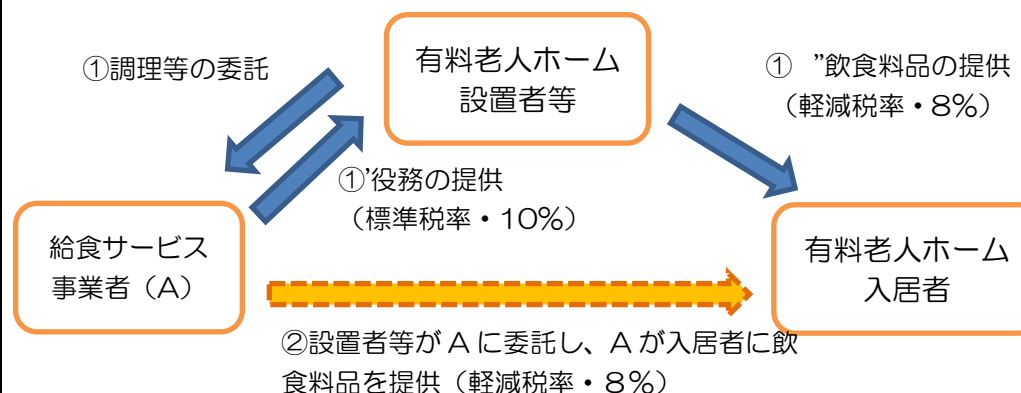 ①調理等の委託
有料老人ホーム
設置者等
① ”飲食料品の提供
（軽減税率・８％）
①’役務の提供
（標準税率・10％）
給食サービス
事業者（A）
有料老人ホーム
入居者
②設置者等がＡに委託し、Ａが入居者に飲
食料品を提供（軽減税率・８％）